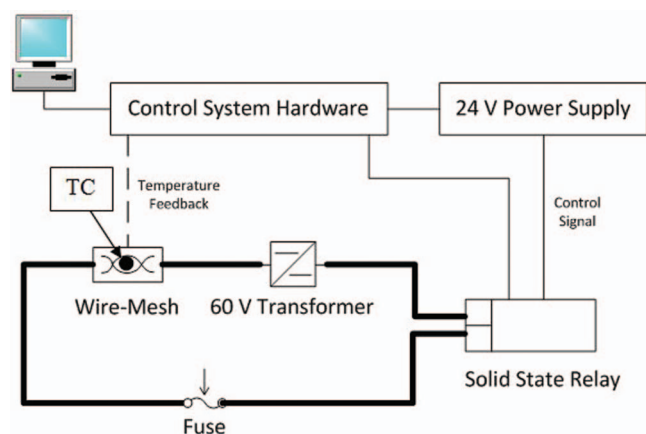 Control System Hardware
24 V Power Supply
TC
Temperature
Feedback
Control
Signal
Wire-Mesh
60 V Transformer
Solid State Relay
Fuse